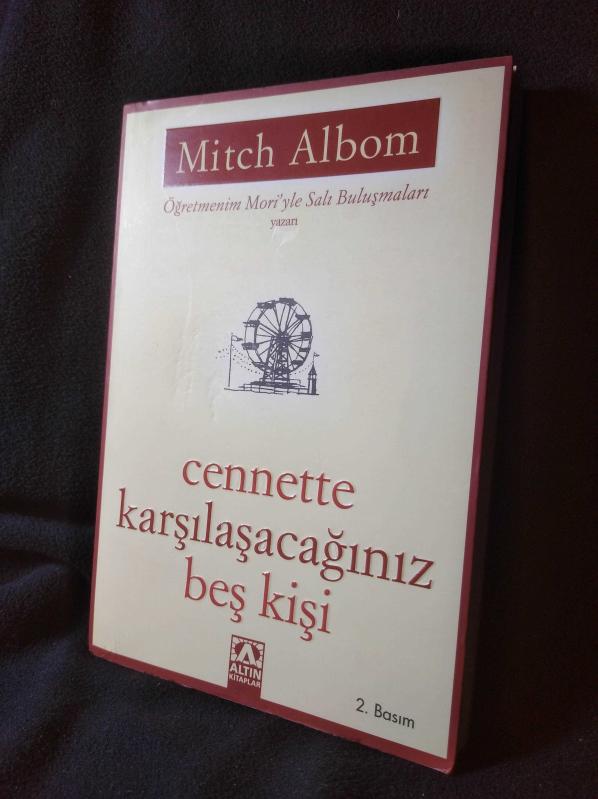 Mitch Albom
Öğretmenim Mori'yle Salı Buluşmaları
yazarı
cennette
karşılaşacağınız
beş kişi
ALTIN
KİTAPLAR
2. Basım